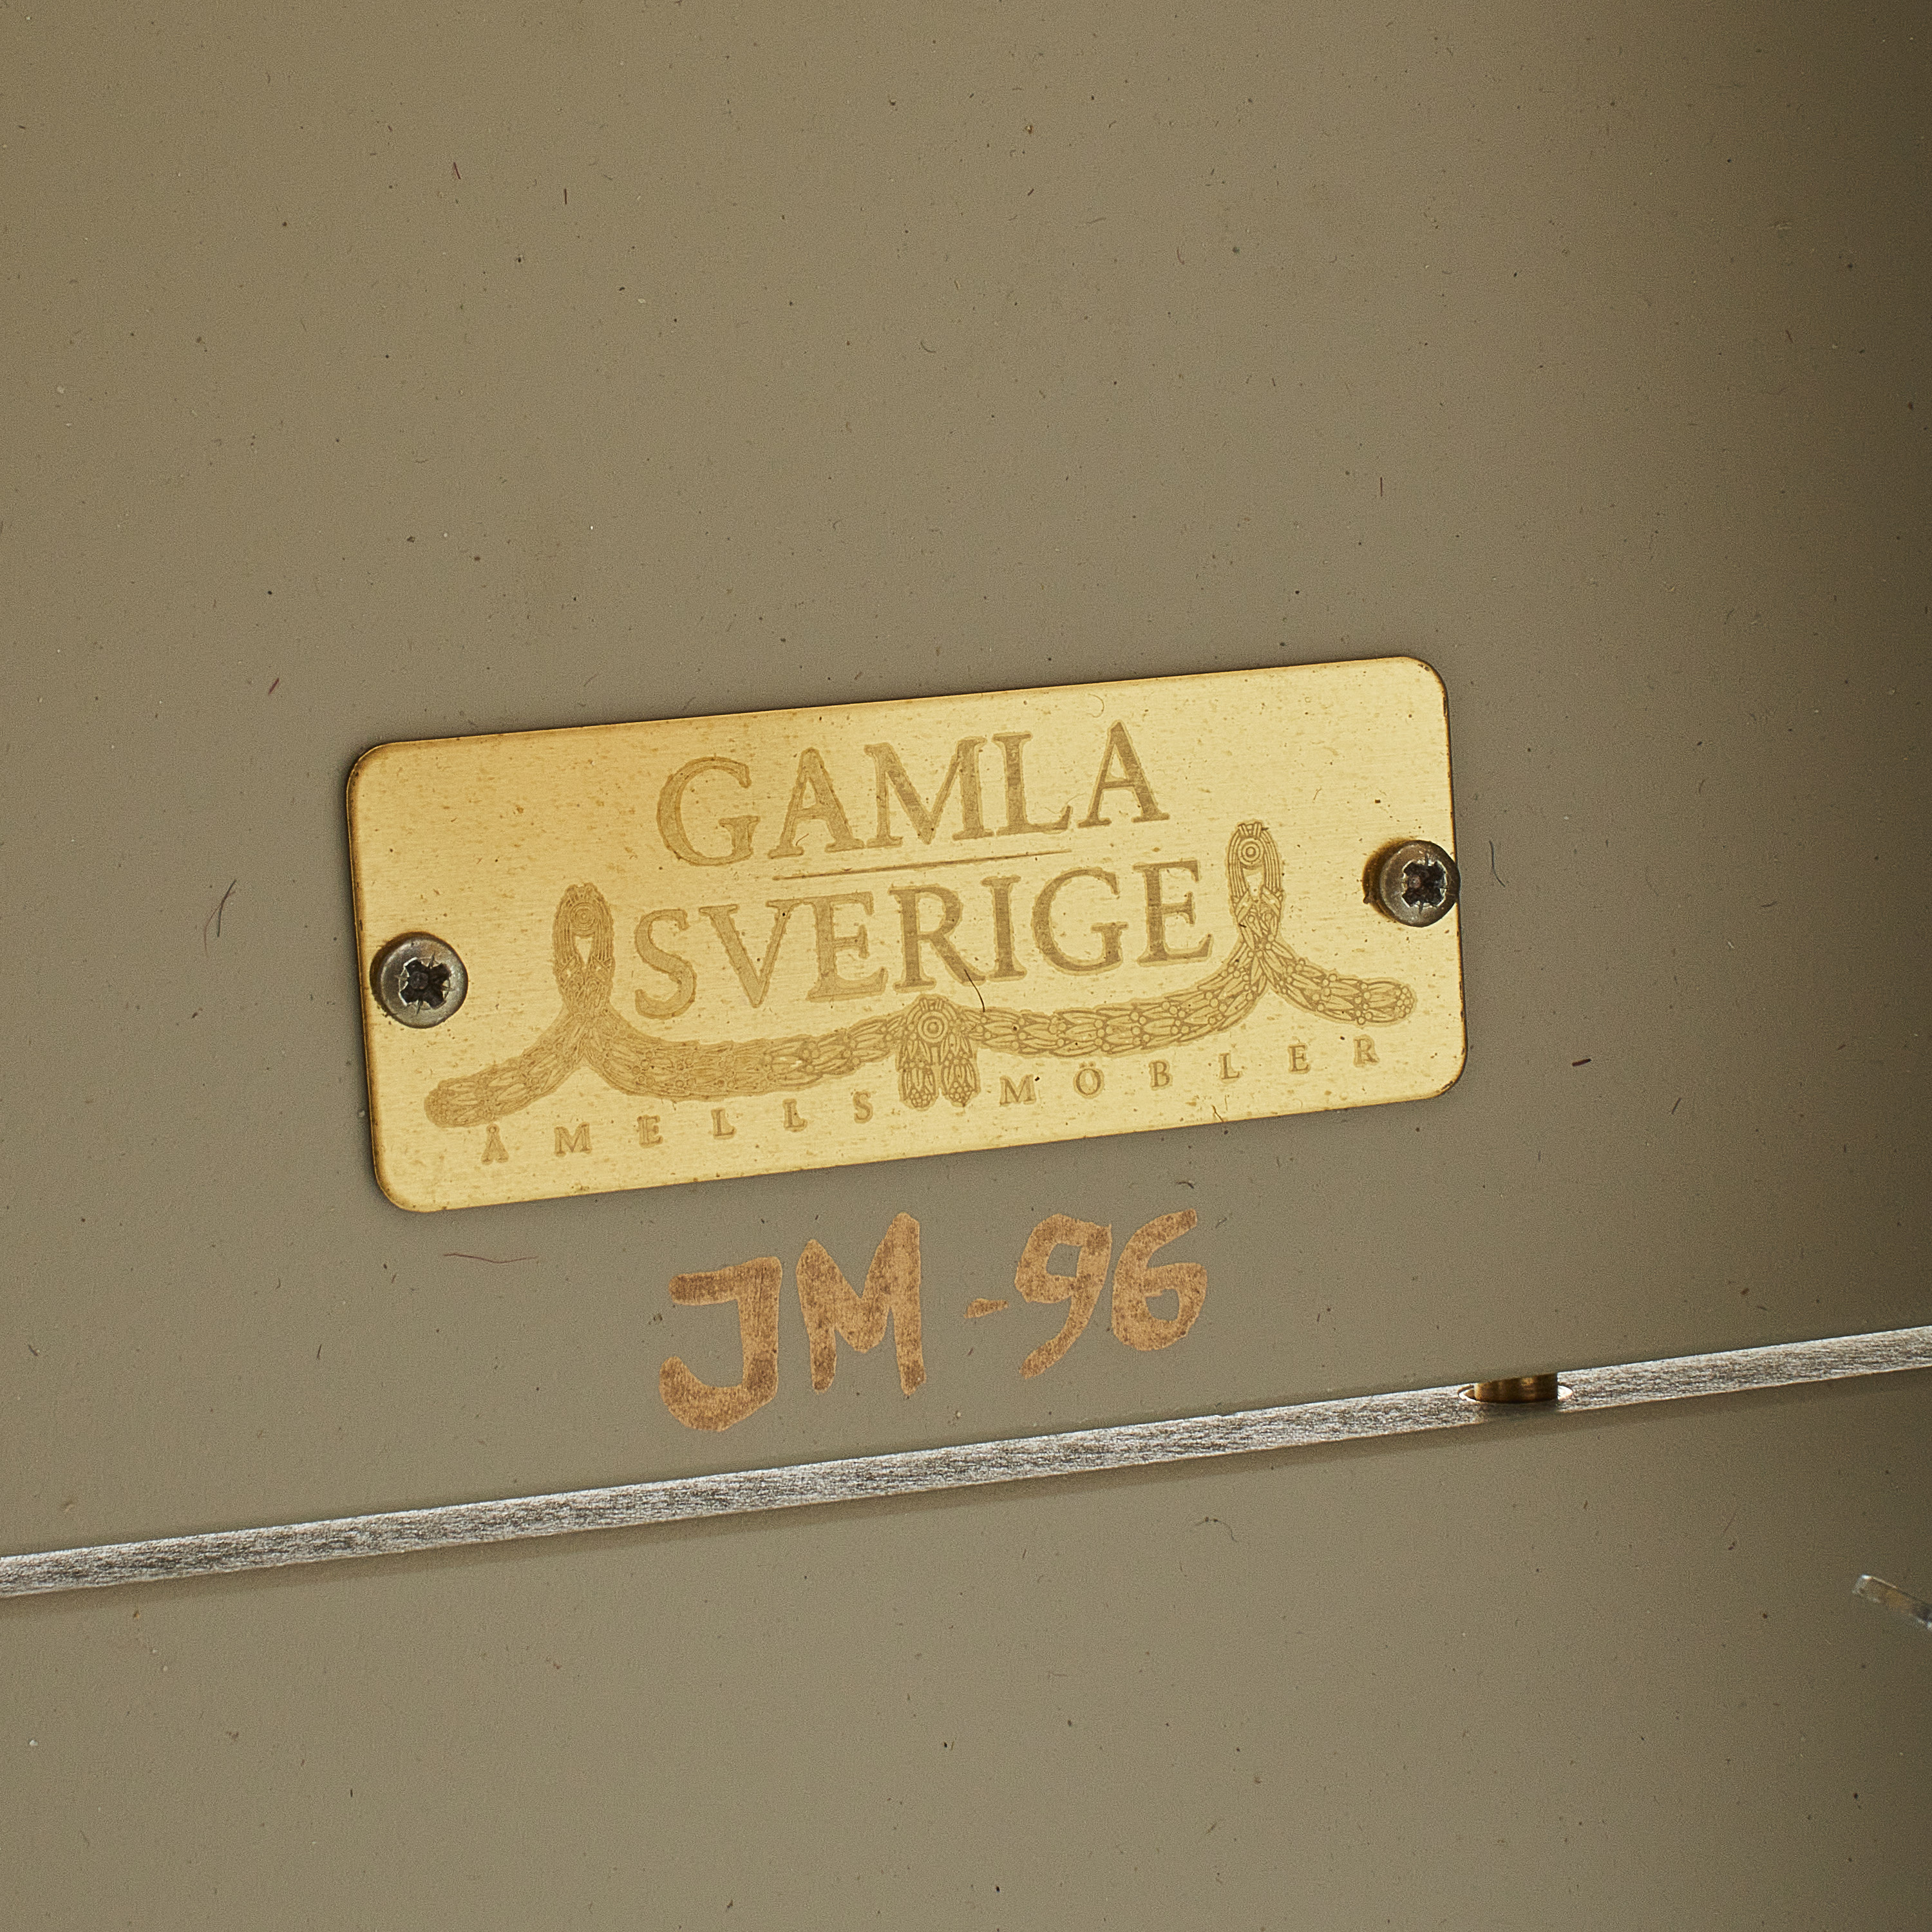 GAMLA
SVERIGE
ÅMELLS MÖBLER
JM-96